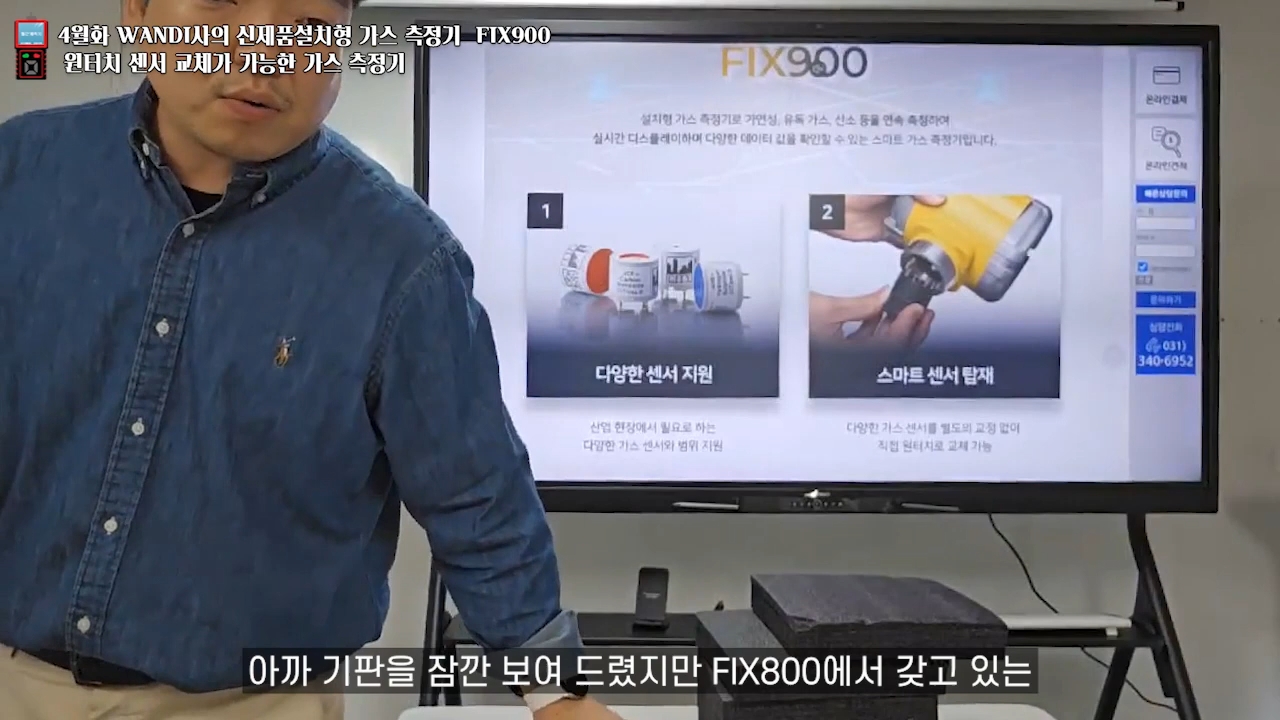 4월화 WANDI사의 신제품설치형 가스 측정기 FIX900
원터치 센서 교체가 가능한 가스 측정기
FIX900
설치형 가스 측정기로 가연성, 유독 가스, 산소 등을 연속 측정하여
실시간 디스플레이하며 다양한 데이터 값을 확인할 수 있는 스마트 가스 측정기입니다.
1
다양한 센서 지원
산업 현장에서 필요로 하는
다양한 가스 센서와 범위 지원
2
스마트 센서 탑재
다양한 가스 센서를 별도의 교정 없이
직접 원터치로 교체 가능
온라인결제
온라인견적
빠른상담문의
문의하기
상담전화
031)
340-6952
아까 기판을 잠깐 보여 드렸지만 FIX800에서 갖고 있는